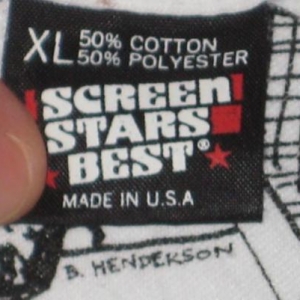 XL 50% COTTON
50% POLYESTER
SCREEN
STARS
BEST®
MADE IN U.S.A
B. HENDERSON